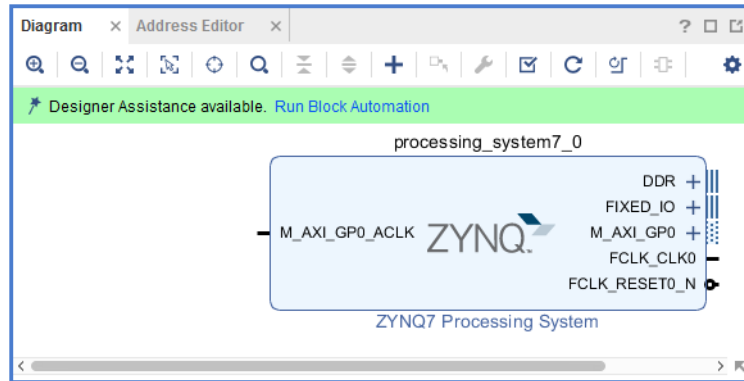 Diagram × Address Editor × ?
Designer Assistance available. Run Block Automation
processing_system7_0
DDR
FIXED_IO
M_AXI_GP0_ACLK ZYNQ M_AXI_GP0
FCLK_CLK0
FCLK_RESET0_N
ZYNQ7 Processing System